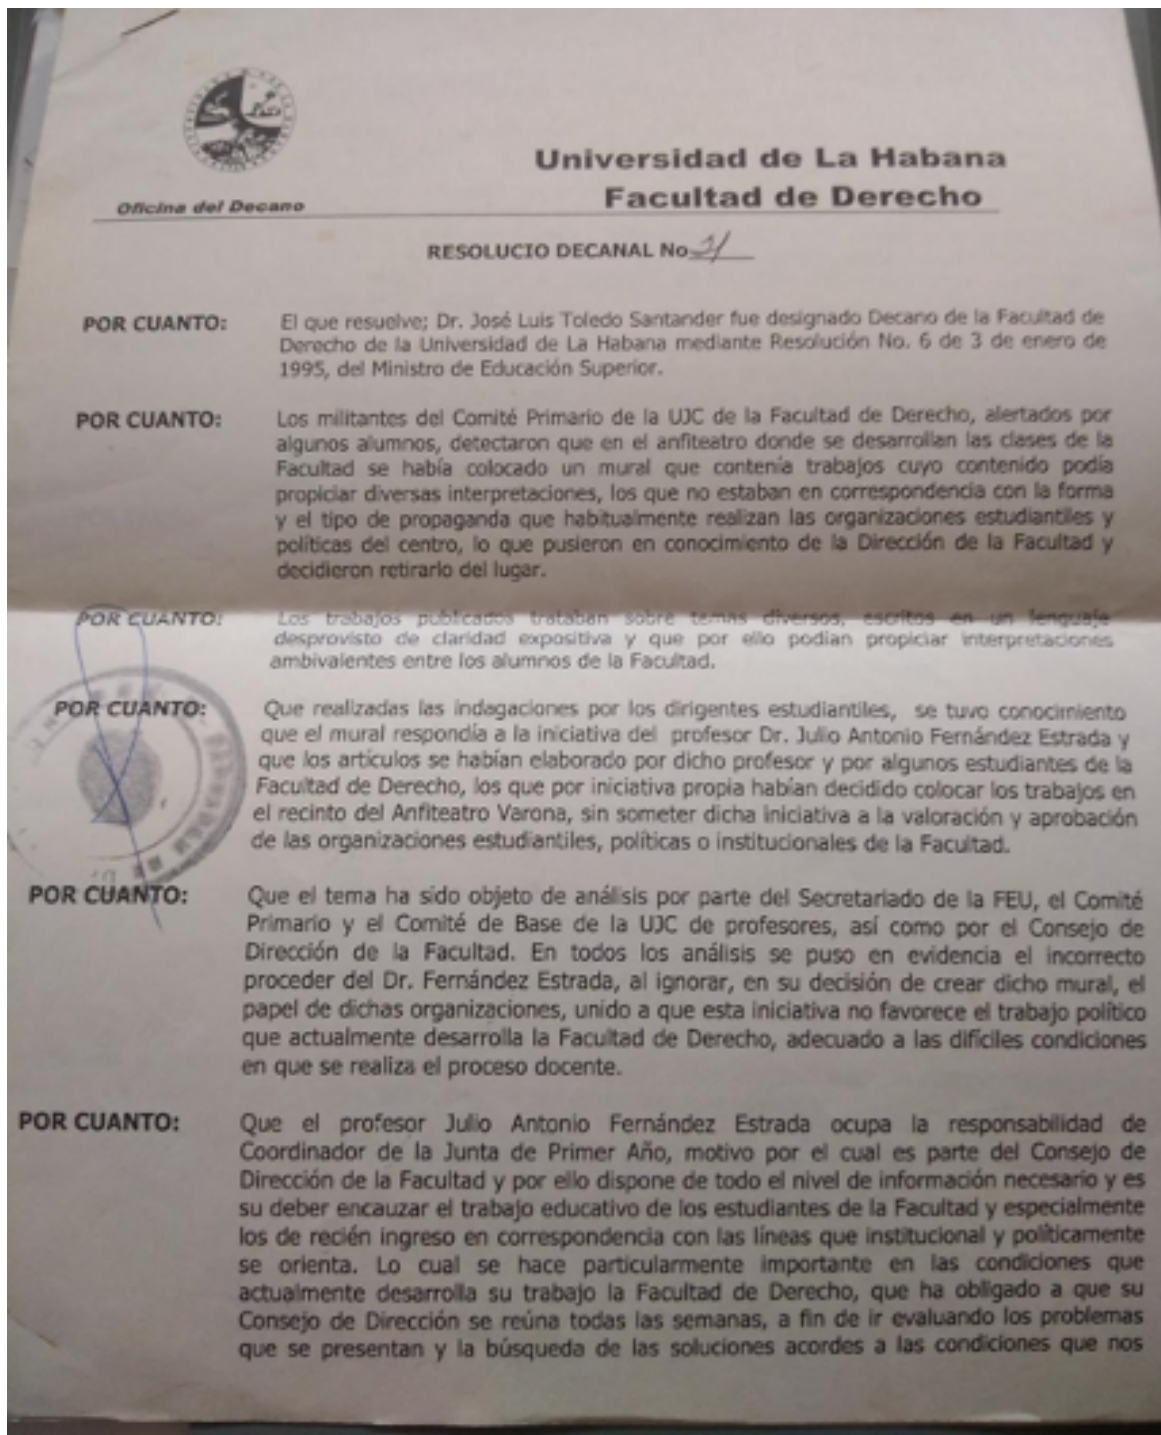 Universidad de La Habana
Facultad de Derecho
Oficina del Decano
RESOLUCIO DECANAL No
POR CUANTO: El que resuelve; Dr. José Luis Toledo Santander fue designado Decano de la Facultad de
Derecho de la Universidad de La Habana mediante Resolución No. 6 de 3 de enero de
1995, del Ministro de Educación Superior.
POR CUANTO: Los militantes del Comité Primario de la UJC de la Facultad de Derecho, alertados por
algunos alumnos, detectaron que en el anfiteatro donde se desarrollan las clases de la
Facultad se había colocado un mural que contenía trabajos cuyo contenido podía
propiciar diversas interpretaciones, los que no estaban en correspondencia con la forma
y el tipo de propaganda que habitualmente realizan las organizaciones estudiantiles y
políticas del centro, lo que pusieron en conocimiento de la Dirección de la Facultad y
decidieron retirarlo del lugar.
POR CUANTO: Los trabajos publicados trataban sobre temas diversos, escritos en un lenguaje
desprovisto de claridad expositiva y que por ello podían propiciar interpretaciones
ambivalentes entre los alumnos de la Facultad.
POR CUANTO: Que realizadas las indagaciones por los dirigentes estudiantiles, se tuvo conocimiento
que el mural respondía a la iniciativa del profesor Dr. Julio Antonio Fernández Estrada y
que los artículos se habían elaborado por dicho profesor y por algunos estudiantes de la
Facultad de Derecho, los que por iniciativa propia habían decidido colocar los trabajos en
el recinto del Anfiteatro Varona, sin someter dicha iniciativa a la valoración y aprobación
de las organizaciones estudiantiles, políticas o institucionales de la Facultad.
POR CUANTO: Que el tema ha sido objeto de análisis por parte del Secretariado de la FEU, el Comité
Primario y el Comité de Base de la UJC de profesores, así como por el Consejo de
Dirección de la Facultad. En todos los análisis se puso en evidencia el incorrecto
proceder del Dr. Fernández Estrada, al ignorar, en su decisión de crear dicho mural, el
papel de dichas organizaciones, unido a que esta iniciativa no favorece el trabajo político
que actualmente desarrolla la Facultad de Derecho, adecuado a las difíciles condiciones
en que se realiza el proceso docente.
POR CUANTO: Que el profesor Julio Antonio Fernández Estrada ocupa la responsabilidad de
Coordinador de la Junta de Primer Año, motivo por el cual es parte del Consejo de
Dirección de la Facultad y por ello dispone de todo el nivel de información necesario y es
su deber encauzar el trabajo educativo de los estudiantes de la Facultad y especialmente
los de recién ingreso en correspondencia con las líneas que institucional y políticamente
se orienta. Lo cual se hace particularmente importante en las condiciones que
actualmente desarrolla su trabajo la Facultad de Derecho, que ha obligado a que su
Consejo de Dirección se reúna todas las semanas, a fin de ir evaluando los problemas
que se presentan y la búsqueda de las soluciones acordes a las condiciones que nos